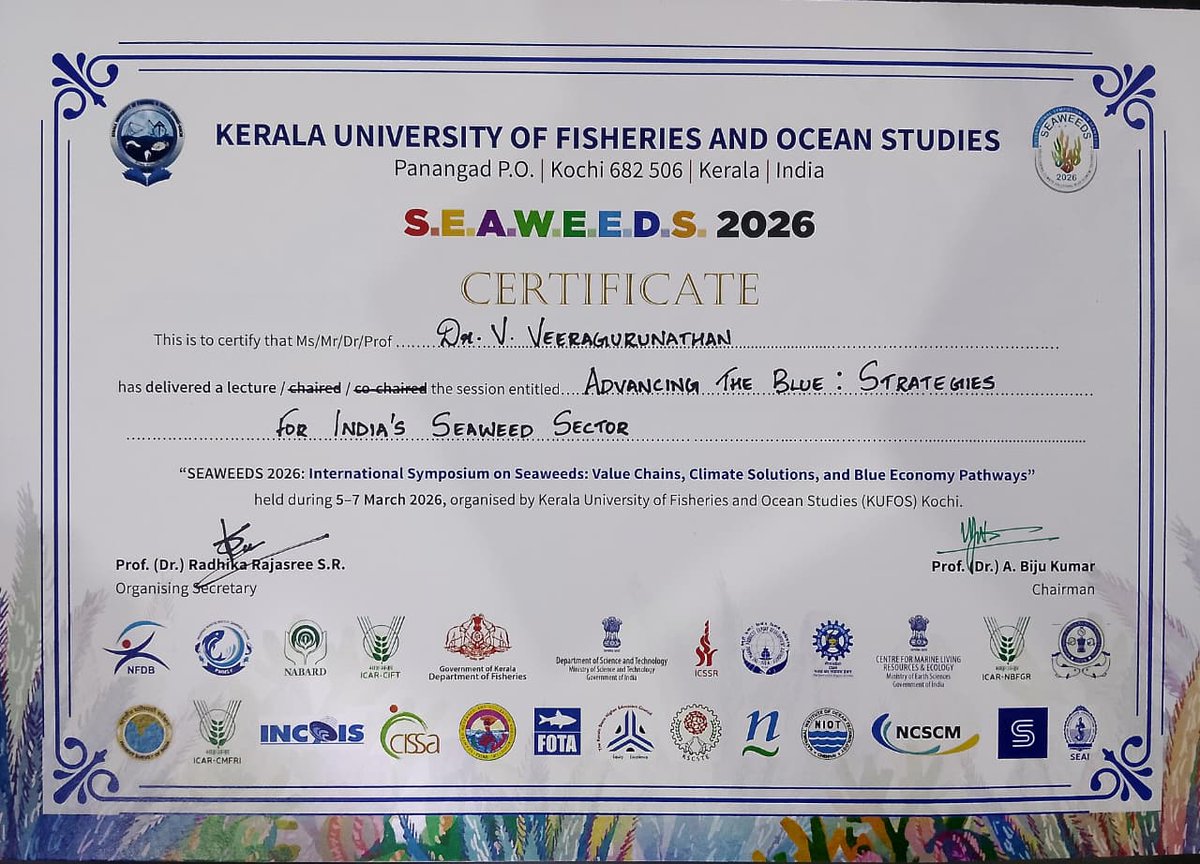 KERALA UNIVERSITY OF FISHERIES AND OCEAN STUDIES
Panangad P.O. | Kochi 682 506 | Kerala | India
SEAWEEDS
2026
S.E.A.W.E.E.D.S. 2026
CERTIFICATE
This is to certify that Ms/Mr/Dr/Prof ..... Dr. V. VEERAGURUNATHAN
has delivered a lecture / chaired / co-chaired the session entitled.... ADVANCING THE BLUE : STRATEGIES
FOR INDIA'S SEAWEED SECTOR
“SEAWEEDS 2026: International Symposium on Seaweeds: Value Chains, Climate Solutions, and Blue Economy Pathways”
held during 5–7 March 2026, organised by Kerala University of Fisheries and Ocean Studies (KUFOS) Kochi.
Prof. (Dr.) Radhika Rajasree S.R.
Organising Secretary
Prof. (Dr.) A. Biju Kumar
Chairman
NFDB
NABARD
ICAR-CIFT
Government of Kerala
Department of Fisheries
Department of Science and Technology
Ministry of Science and Technology
Government of India
ICSSR
CENTRE FOR MARINE LIVING
RESOURCES & ECOLOGY
Ministry of Earth Sciences
Government of India
ICAR-NBFGR
ICAR-CMFRI
INCOIS
cissa
FOTA
KSCSTE
n
NIOT
NCSCM
S
SEAI